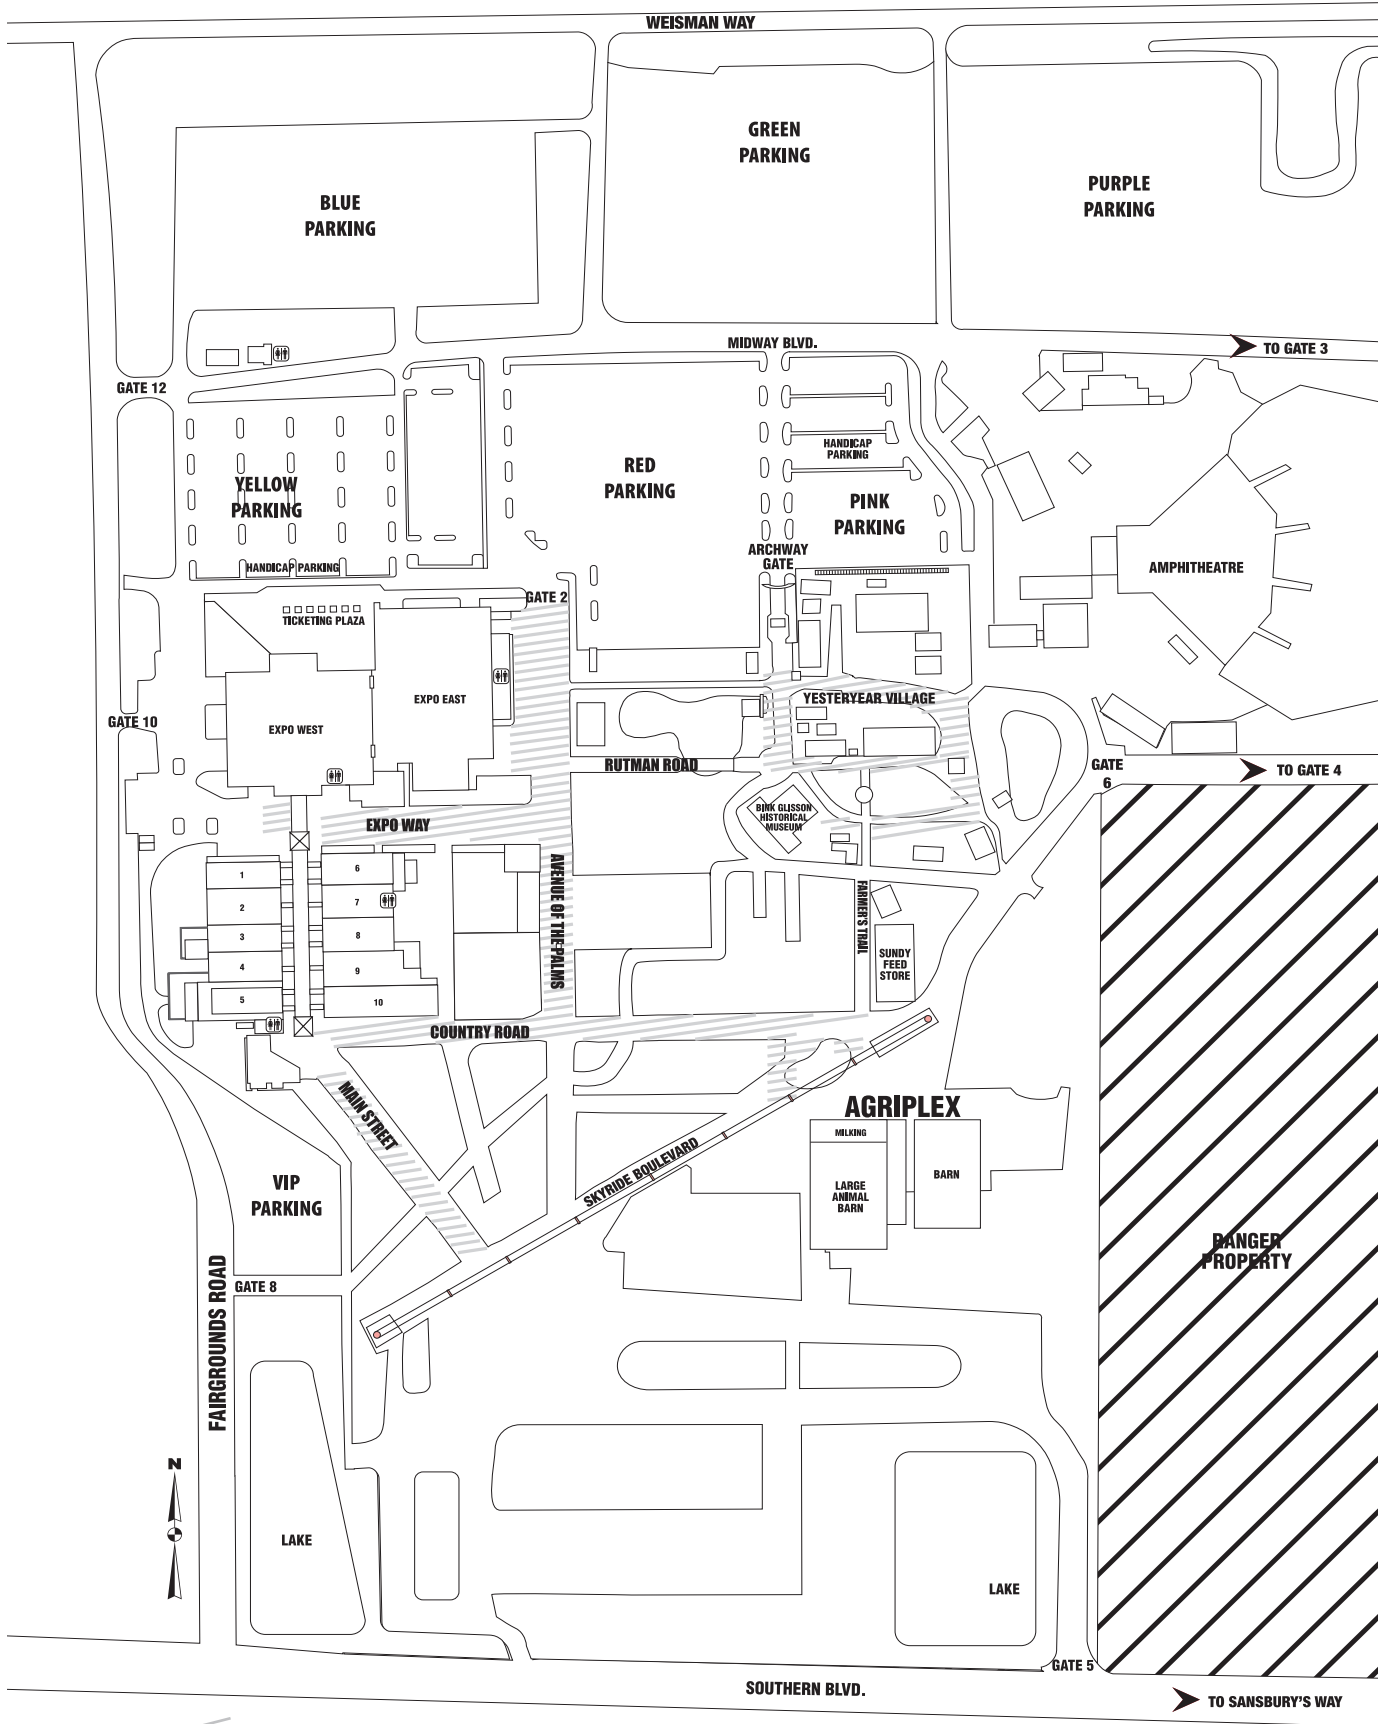 WEISMAN WAY
GREEN
PARKING
PURPLE
PARKING
BLUE
PARKING
MIDWAY BLVD.
TO GATE 3
GATE 12
HANDICAP
PARKING
RED
PARKING
YELLOW
PARKING
PINK
PARKING
ARCHWAY
GATE
HANDICAP PARKING
AMPHITHEATRE
GATE 2
TICKETING PLAZA
EXPO EAST
YESTERYEAR VILLAGE
GATE 10
EXPO WEST
RUTMAN ROAD
GATE
6
TO GATE 4
BINK GLISSON
HISTORICAL
MUSEUM
EXPO WAY
AVENUE OF THE PALMS
FARMER'S TRAIL
1
6
2
7
3
8
4
9
5
10
SUNDY
FEED
STORE
COUNTRY ROAD
MAIN STREET
AGRIPLEX
MILKING
SKYRIDE BOULEVARD
BARN
LARGE
ANIMAL
BARN
VIP
PARKING
RANGER
PROPERTY
GATE 8
FAIRGROUNDS ROAD
N
LAKE
LAKE
GATE 5
SOUTHERN BLVD.
TO SANSBURY'S WAY